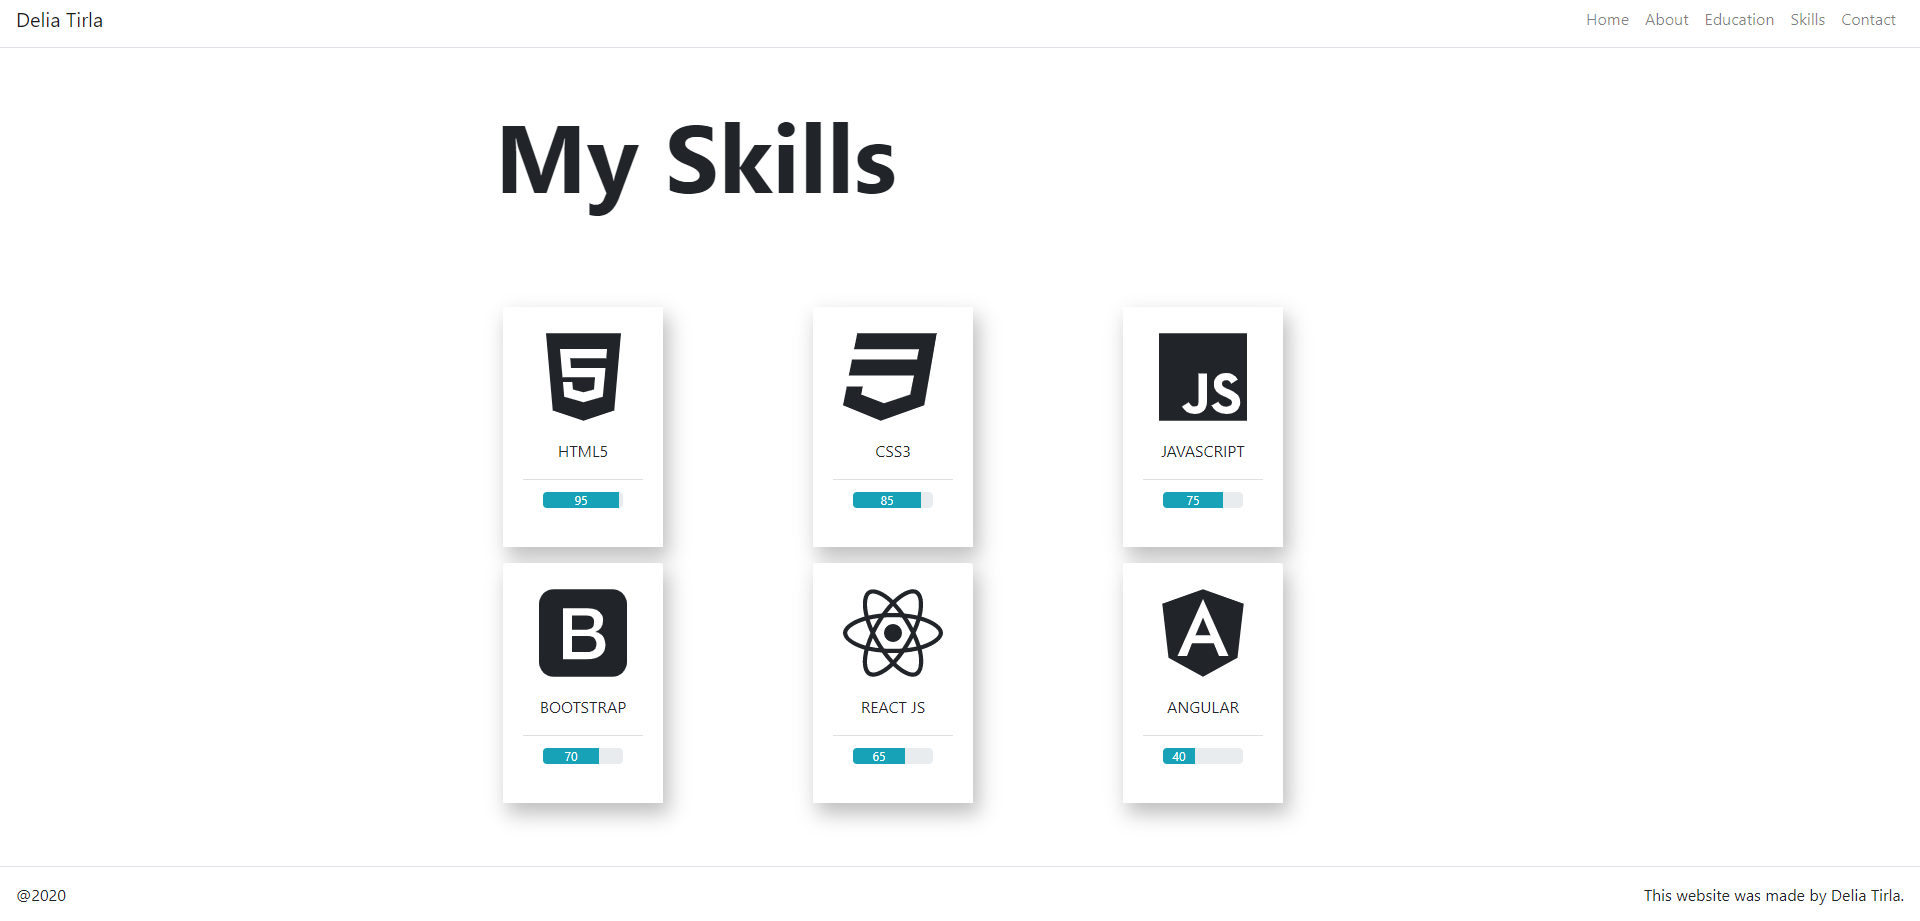 Delia Tirla
Home About Education Skills Contact
My Skills
5
JS
HTML5
CSS3
JAVASCRIPT
95
85
75
B
A
BOOTSTRAP
REACT JS
ANGULAR
70
65
40
@2020
This website was made by Delia Tirla.